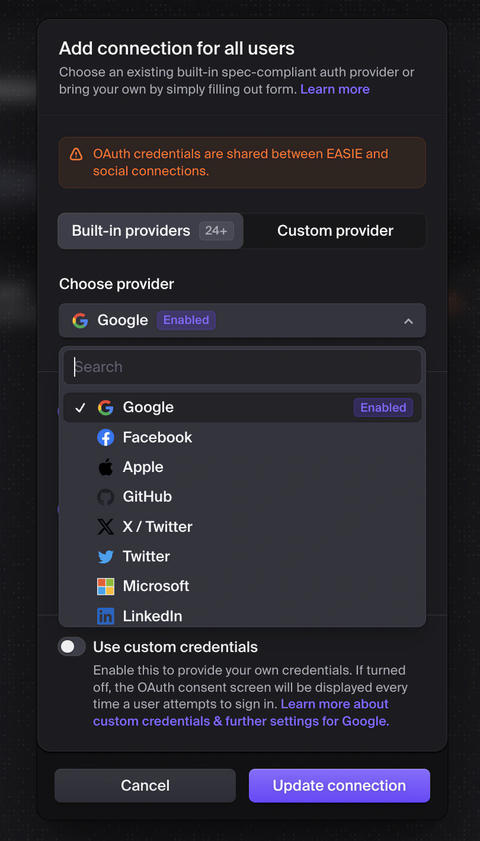 Add connection for all users
Choose an existing built-in spec-compliant auth provider or
bring your own by simply filling out form. Learn more
OAuth credentials are shared between EASIE and
social connections.
Built-in providers 24+ Custom provider
Choose provider
Google Enabled
Search
Google Enabled
Facebook
Apple
GitHub
X / Twitter
Twitter
Microsoft
LinkedIn
Use custom credentials
Enable this to provide your own credentials. If turned
off, the OAuth consent screen will be displayed every
time a user attempts to sign in. Learn more about
custom credentials & further settings for Google.
Cancel Update connection